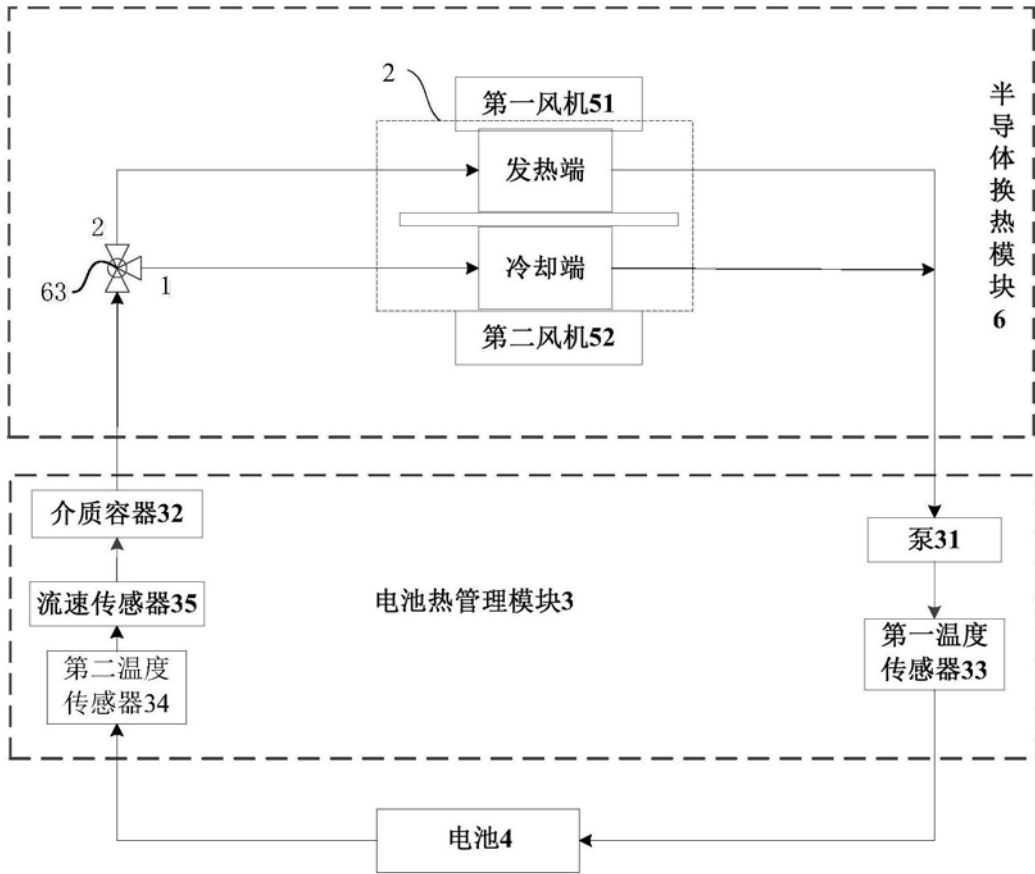 2
第一风机51
发热端
冷却端
第二风机52
半导体换热模块6
2
1
63
介质容器32
流速传感器35
第二温度
传感器34
电池热管理模块3
泵31
第一温度
传感器33
电池4